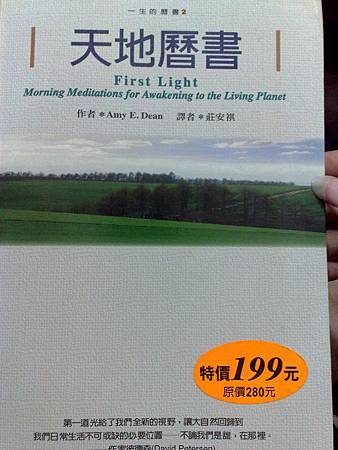 一生的曆書2
天地曆書
First Light
Morning Meditations for Awakening to the Living Planet
作者＊Amy E. Dean 譯者＊莊安祺
特價199元
原價280元
第一道光給了我們全新的視野，讓大自然回歸到
我們日常生活不可或缺的必要位置——不論我們是誰，在那裡。
——作家彼德森(David Petersen)